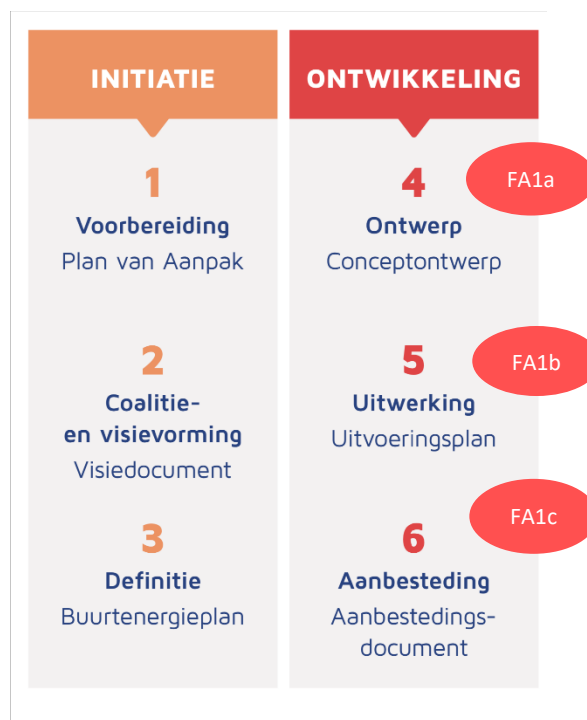 INITIATIE
1
Voorbereiding
Plan van Aanpak
2
Coalitie-
en visievorming
Visiedocument
3
Definitie
Buurtenergieplan
ONTWIKKELING
4
Ontwerp
Conceptontwerp
FA1a
5
Uitwerking
Uitvoeringsplan
FA1b
6
Aanbesteding
Aanbestedings-
document
FA1c